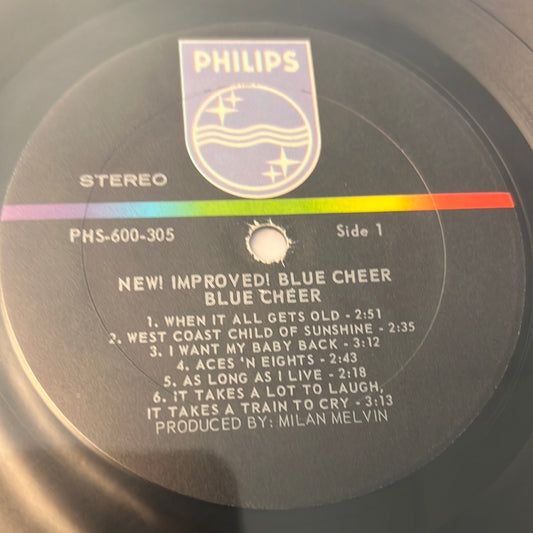 PHILIPS
STEREO
PHS-600-305 Side 1
NEW! IMPROVED! BLUE CHEER
BLUE CHEER
1. WHEN IT ALL GETS OLD - 2:51
2. WEST COAST CHILD OF SUNSHINE - 2:35
3. I WANT MY BABY BACK - 3:12
4. ACES 'N EIGHTS - 2:43
5. AS LONG AS I LIVE - 2:18
6. IT TAKES A LOT TO LAUGH,
IT TAKES A TRAIN TO CRY - 3:13
PRODUCED BY: MILAN MELVIN